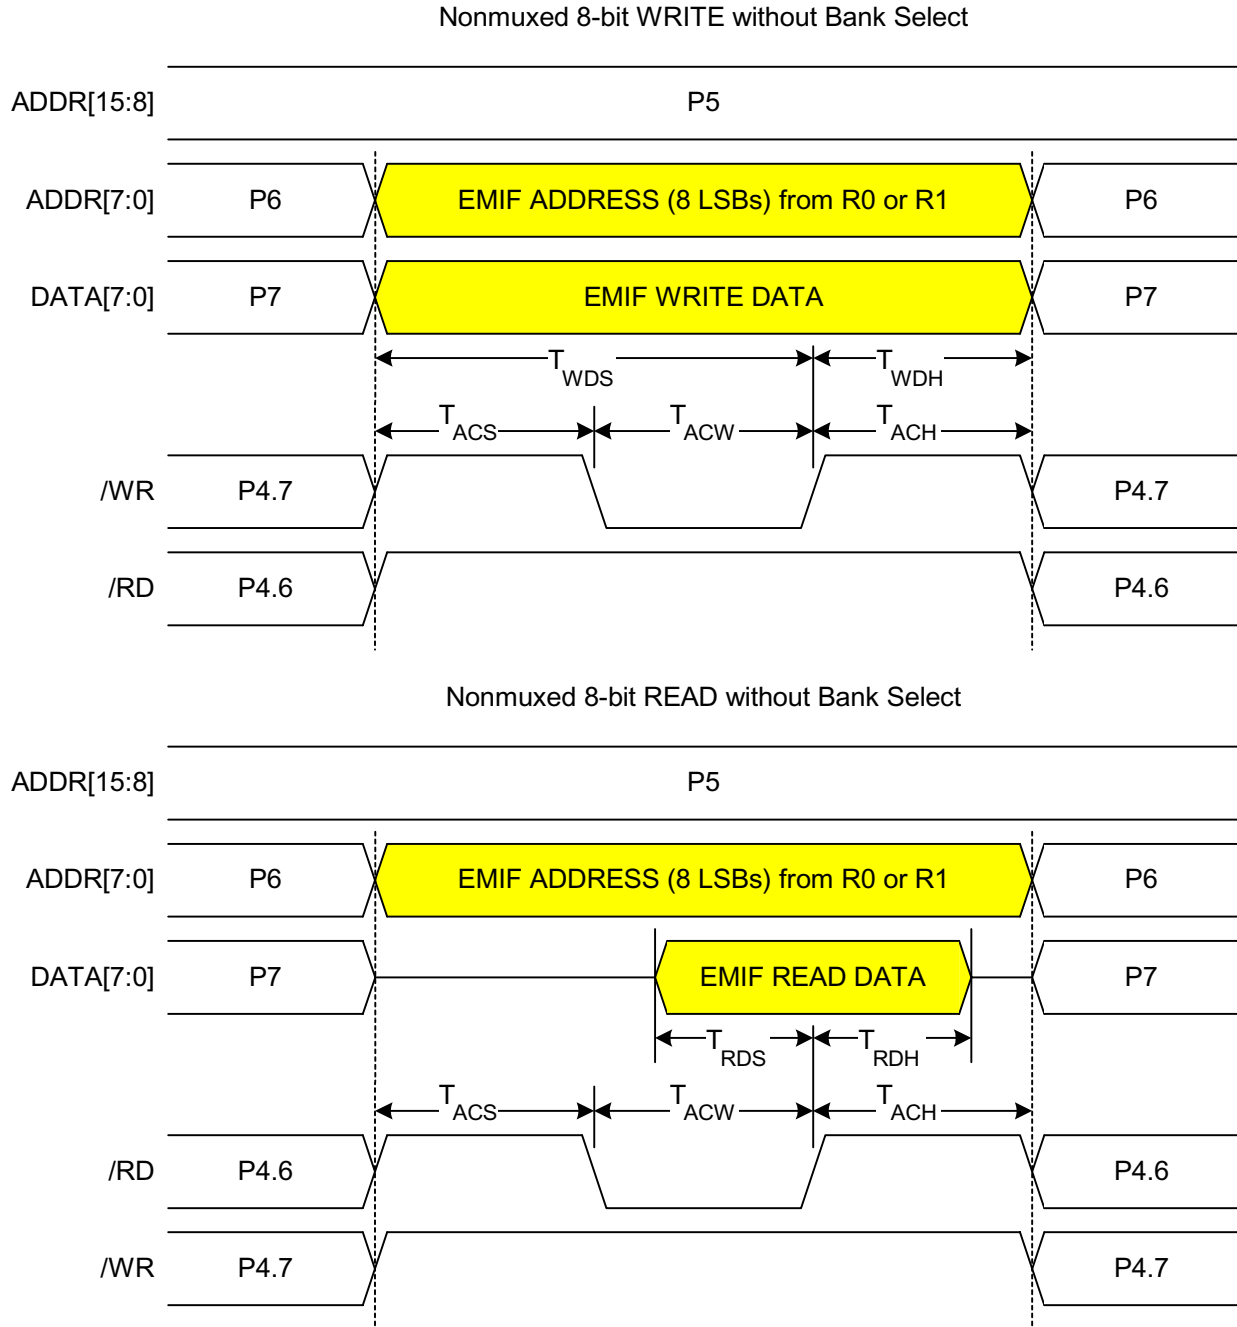 Nonmuxed 8-bit WRITE without Bank Select
ADDR[15:8] P5
ADDR[7:0] P6 EMIF ADDRESS (8 LSBs) from R0 or R1 P6
DATA[7:0] P7 EMIF WRITE DATA P7
TWDS TWDH
TACS TACW TACH
/WR P4.7 P4.7
/RD P4.6 P4.6
Nonmuxed 8-bit READ without Bank Select
ADDR[15:8] P5
ADDR[7:0] P6 EMIF ADDRESS (8 LSBs) from R0 or R1 P6
DATA[7:0] P7 EMIF READ DATA P7
TRDS TRDH
TACS TACW TACH
/RD P4.6 P4.6
/WR P4.7 P4.7